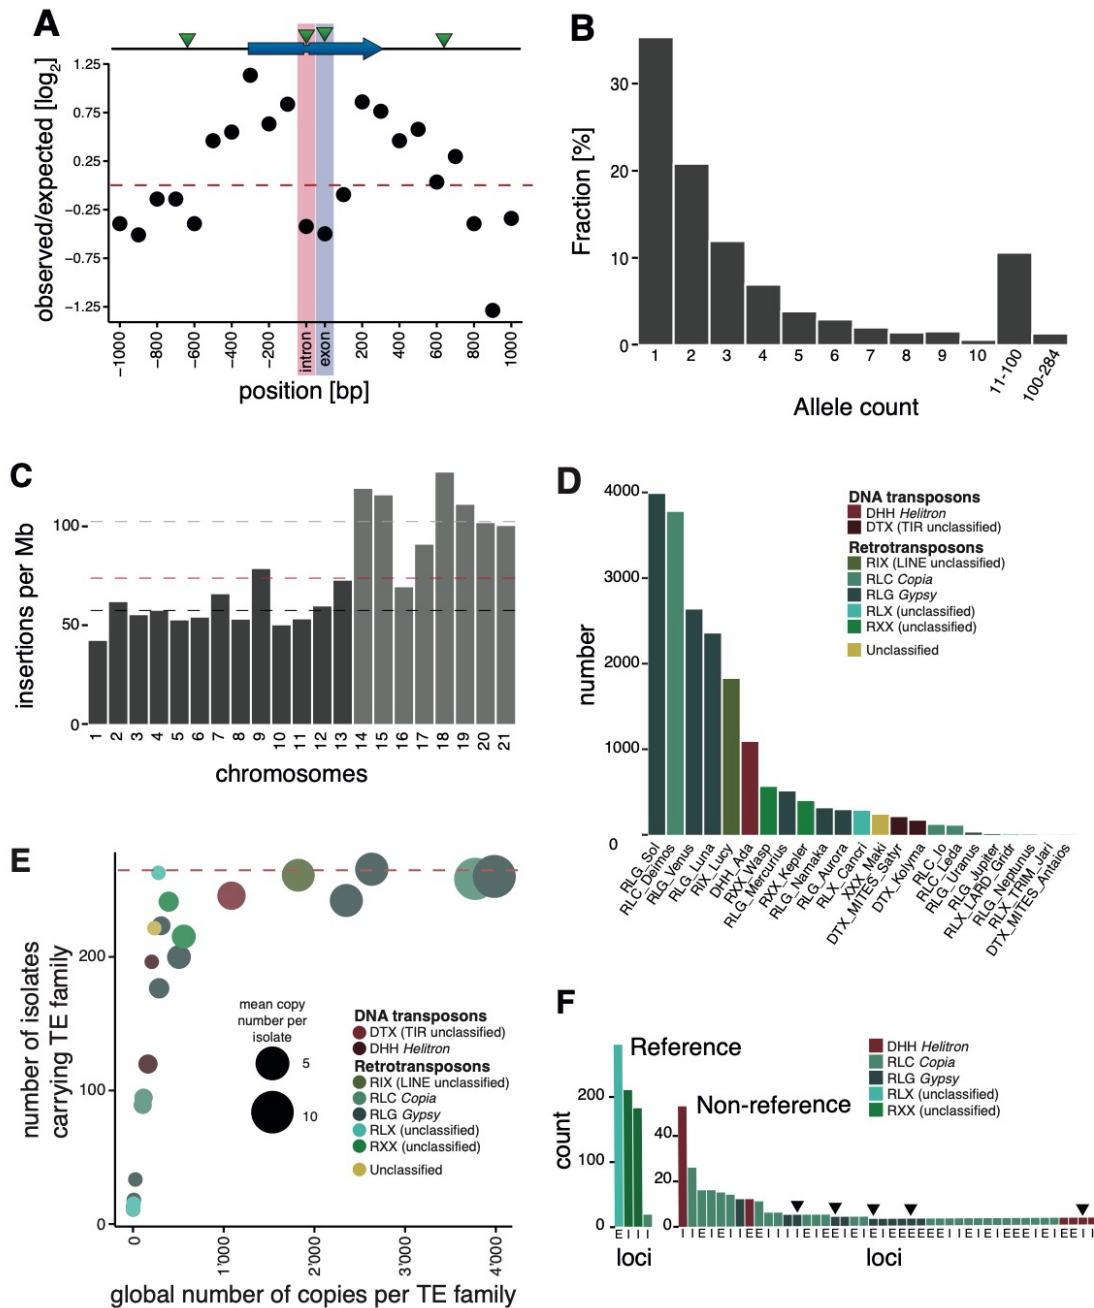 A
observed/expected [log2]
1.25
0.75
0.25
−0.25
−0.75
−1.25
−1000
−800
−600
−400
−200
intron
exon
200
400
600
800
1000
position [bp]
B
Fraction [%]
30
20
10
0
1 2 3 4 5 6 7 8 9 10 11-100 100-284
Allele count
C
insertions per Mb
100
50
0
1 2 3 4 5 6 7 8 9 10 11 12 13 14 15 16 17 18 19 20 21
chromosomes
D
number
4000
3000
2000
1000
0
DNA transposons
DHH Helitron
DTX (TIR unclassified)
Retrotransposons
RIX (LINE unclassified)
RLC Copia
RLG Gypsy
RLX (unclassified)
RXX (unclassified)
Unclassified
RLG_Sol
RLC_Deimos
RLG_Venus
RLG_Luna
RIX_Lucy
DHH_Ada
RXX_Wasp
RLG_Mercurius
RXX_Kepler
RLG_Namaka
RLG_Aurora
RLX_Cancri
XXX_Maki
DTX_MITES_Satyr
DTX_Kolyma
RLC_Io
RLC_Leda
RLG_Uranus
RLG_Jupiter
RLX_LARD_Gridr
RLG_Neptunus
RLX_TRIM_Jari
DTX_MITES_Antaios
E
number of isolates
carrying TE family
200
100
0
mean copy
number per
isolate
5
10
DNA transposons
DTX (TIR unclassified)
DHH Helitron
Retrotransposons
RIX (LINE unclassified)
RLC Copia
RLG Gypsy
RLX (unclassified)
RXX (unclassified)
Unclassified
0
1'000
2'000
3'000
4'000
global number of copies per TE family
F
count
200
100
0
Reference
E I I I
loci
Non-reference
40
20
0
DHH Helitron
RLC Copia
RLG Gypsy
RLX (unclassified)
RXX (unclassified)
loci